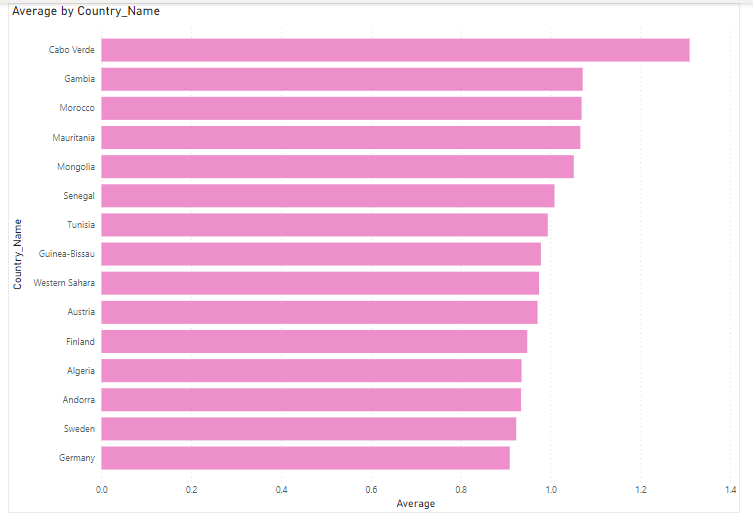 Average by Country_Name
Country_Name
Cabo Verde
Gambia
Morocco
Mauritania
Mongolia
Senegal
Tunisia
Guinea-Bissau
Western Sahara
Austria
Finland
Algeria
Andorra
Sweden
Germany
0.0 0.2 0.4 0.6 0.8 1.0 1.2 1.4
Average